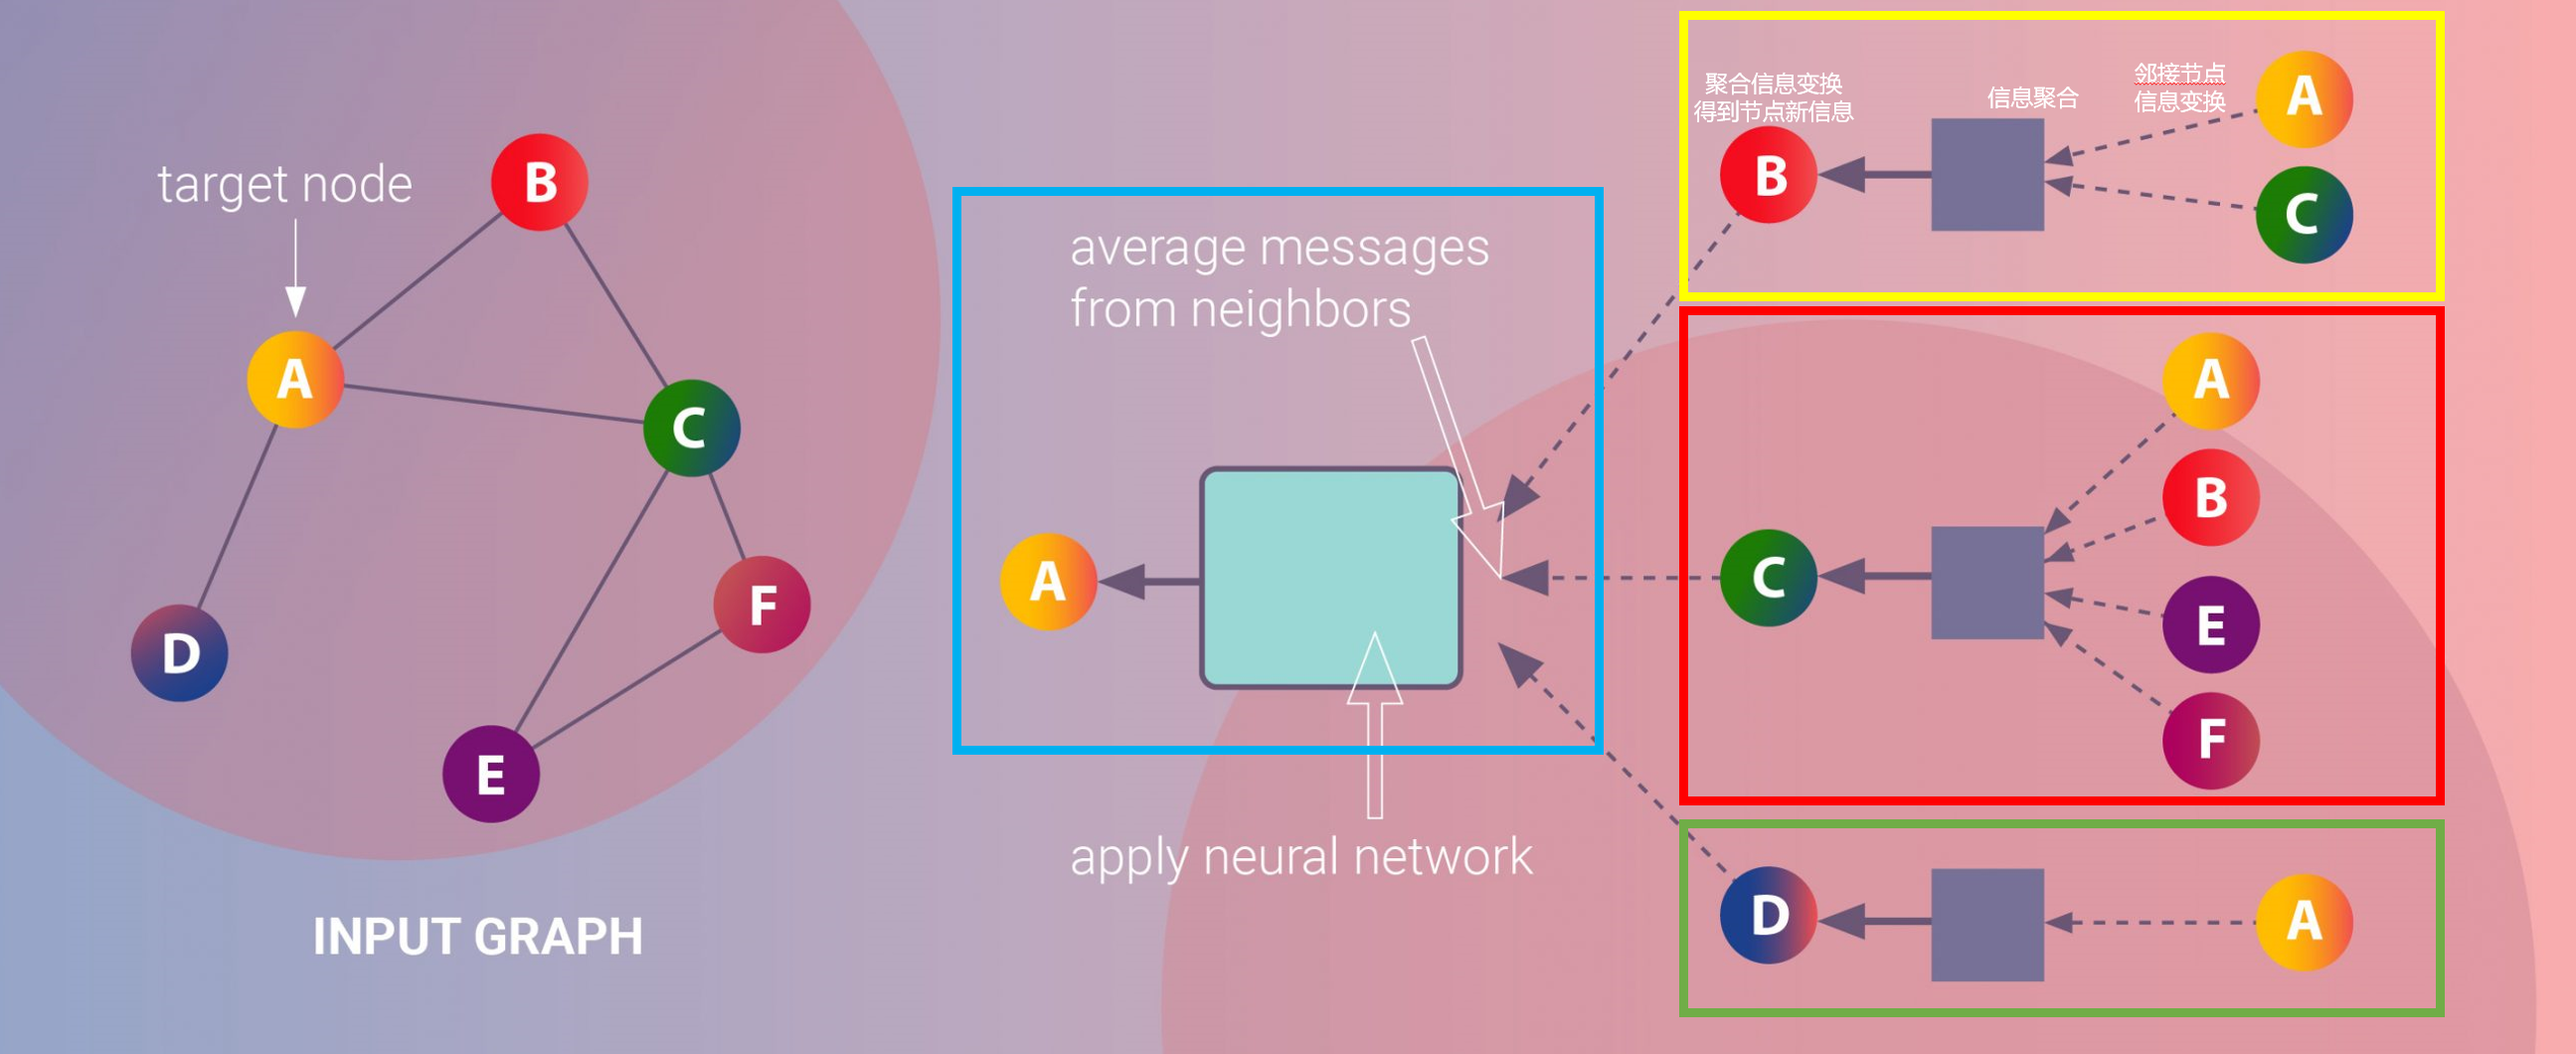 target node
B
A
C
F
D
E
INPUT GRAPH
average messages
from neighbors
A
apply neural network
聚合信息变换
得到节点新信息
信息聚合
邻接节点
信息变换
A
B
C
A
B
C
E
F
D
A